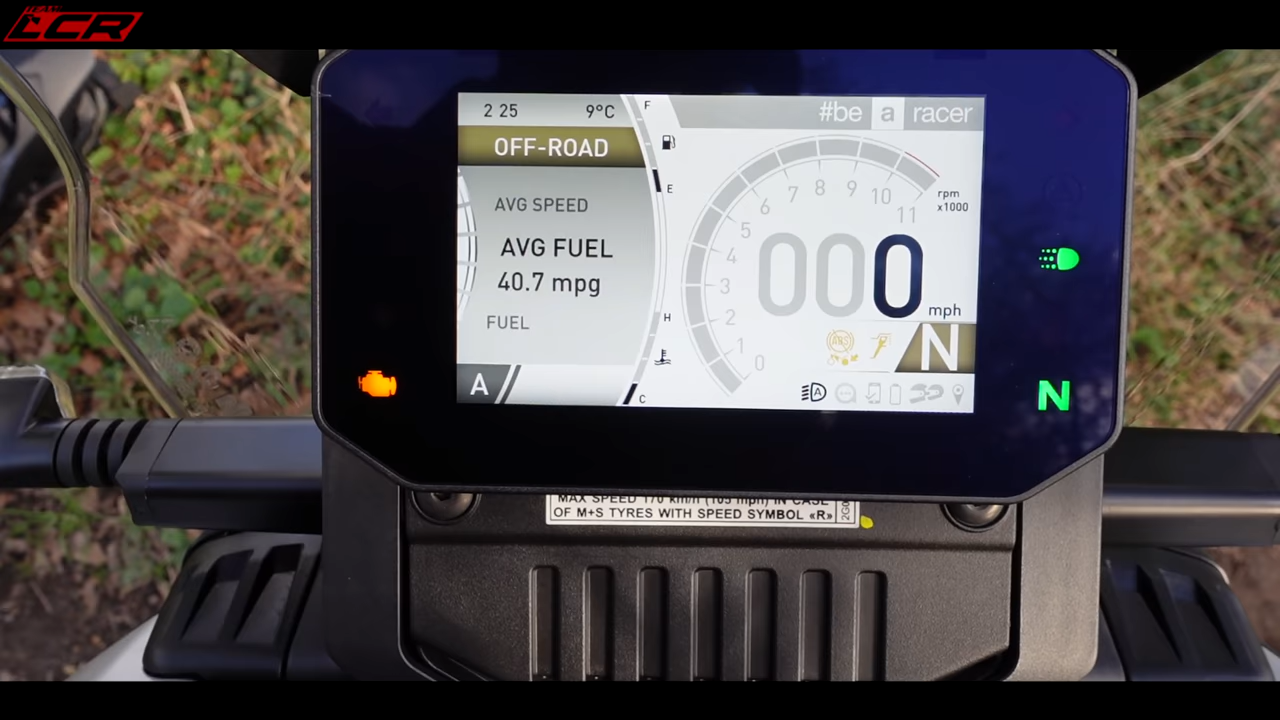 TEAM
LCR
2 25 9°C
OFF-ROAD
AVG SPEED
AVG FUEL
40.7 mpg
FUEL
A
F
E
H
C
#be a racer
0
1
2
3
4
5
6
7
8
9
10
11
rpm
x1000
000
mph
ABS
N
A
N
MAX SPEED 170 km/h (105 mph) IN CASE
OF M+S TYRES WITH SPEED SYMBOL «R»